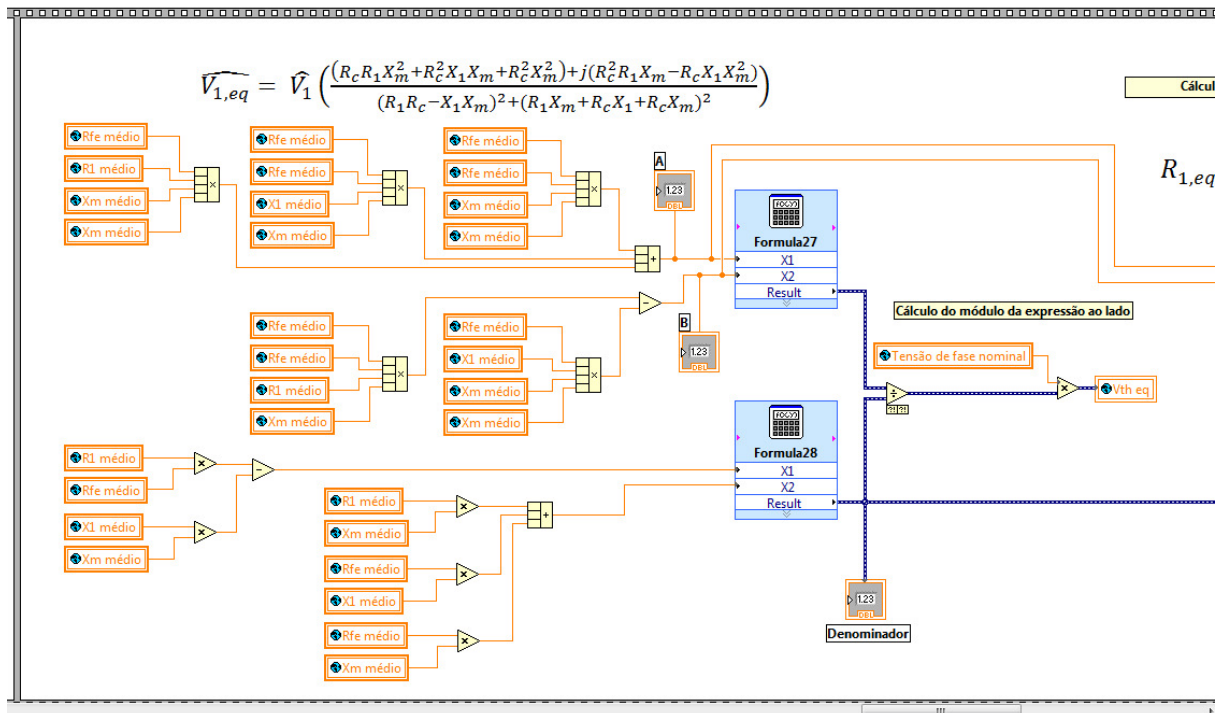 V̂1,eq = V̂1 ( ((RcR1Xm² + Rc²X1Xm + Rc²Xm²) + j(Rc²R1Xm − RcX1Xm²)) / ((R1Rc − X1Xm)² + (R1Xm + RcX1 + RcXm)²) )
Cálcul
R1,eq
Rfe médio
R1 médio
Xm médio
Xm médio
Rfe médio
Rfe médio
X1 médio
Xm médio
Rfe médio
Rfe médio
Xm médio
Xm médio
A
1.23
DBL
Formula27
X1
X2
Result
B
1.23
DBL
Rfe médio
Rfe médio
R1 médio
Xm médio
Rfe médio
X1 médio
Xm médio
Xm médio
Cálculo do módulo da expressão ao lado
Tensão de fase nominal
Vth eq
Formula28
X1
X2
Result
R1 médio
Rfe médio
X1 médio
Xm médio
R1 médio
Xm médio
Rfe médio
X1 médio
Rfe médio
Xm médio
1.23
DBL
Denominador